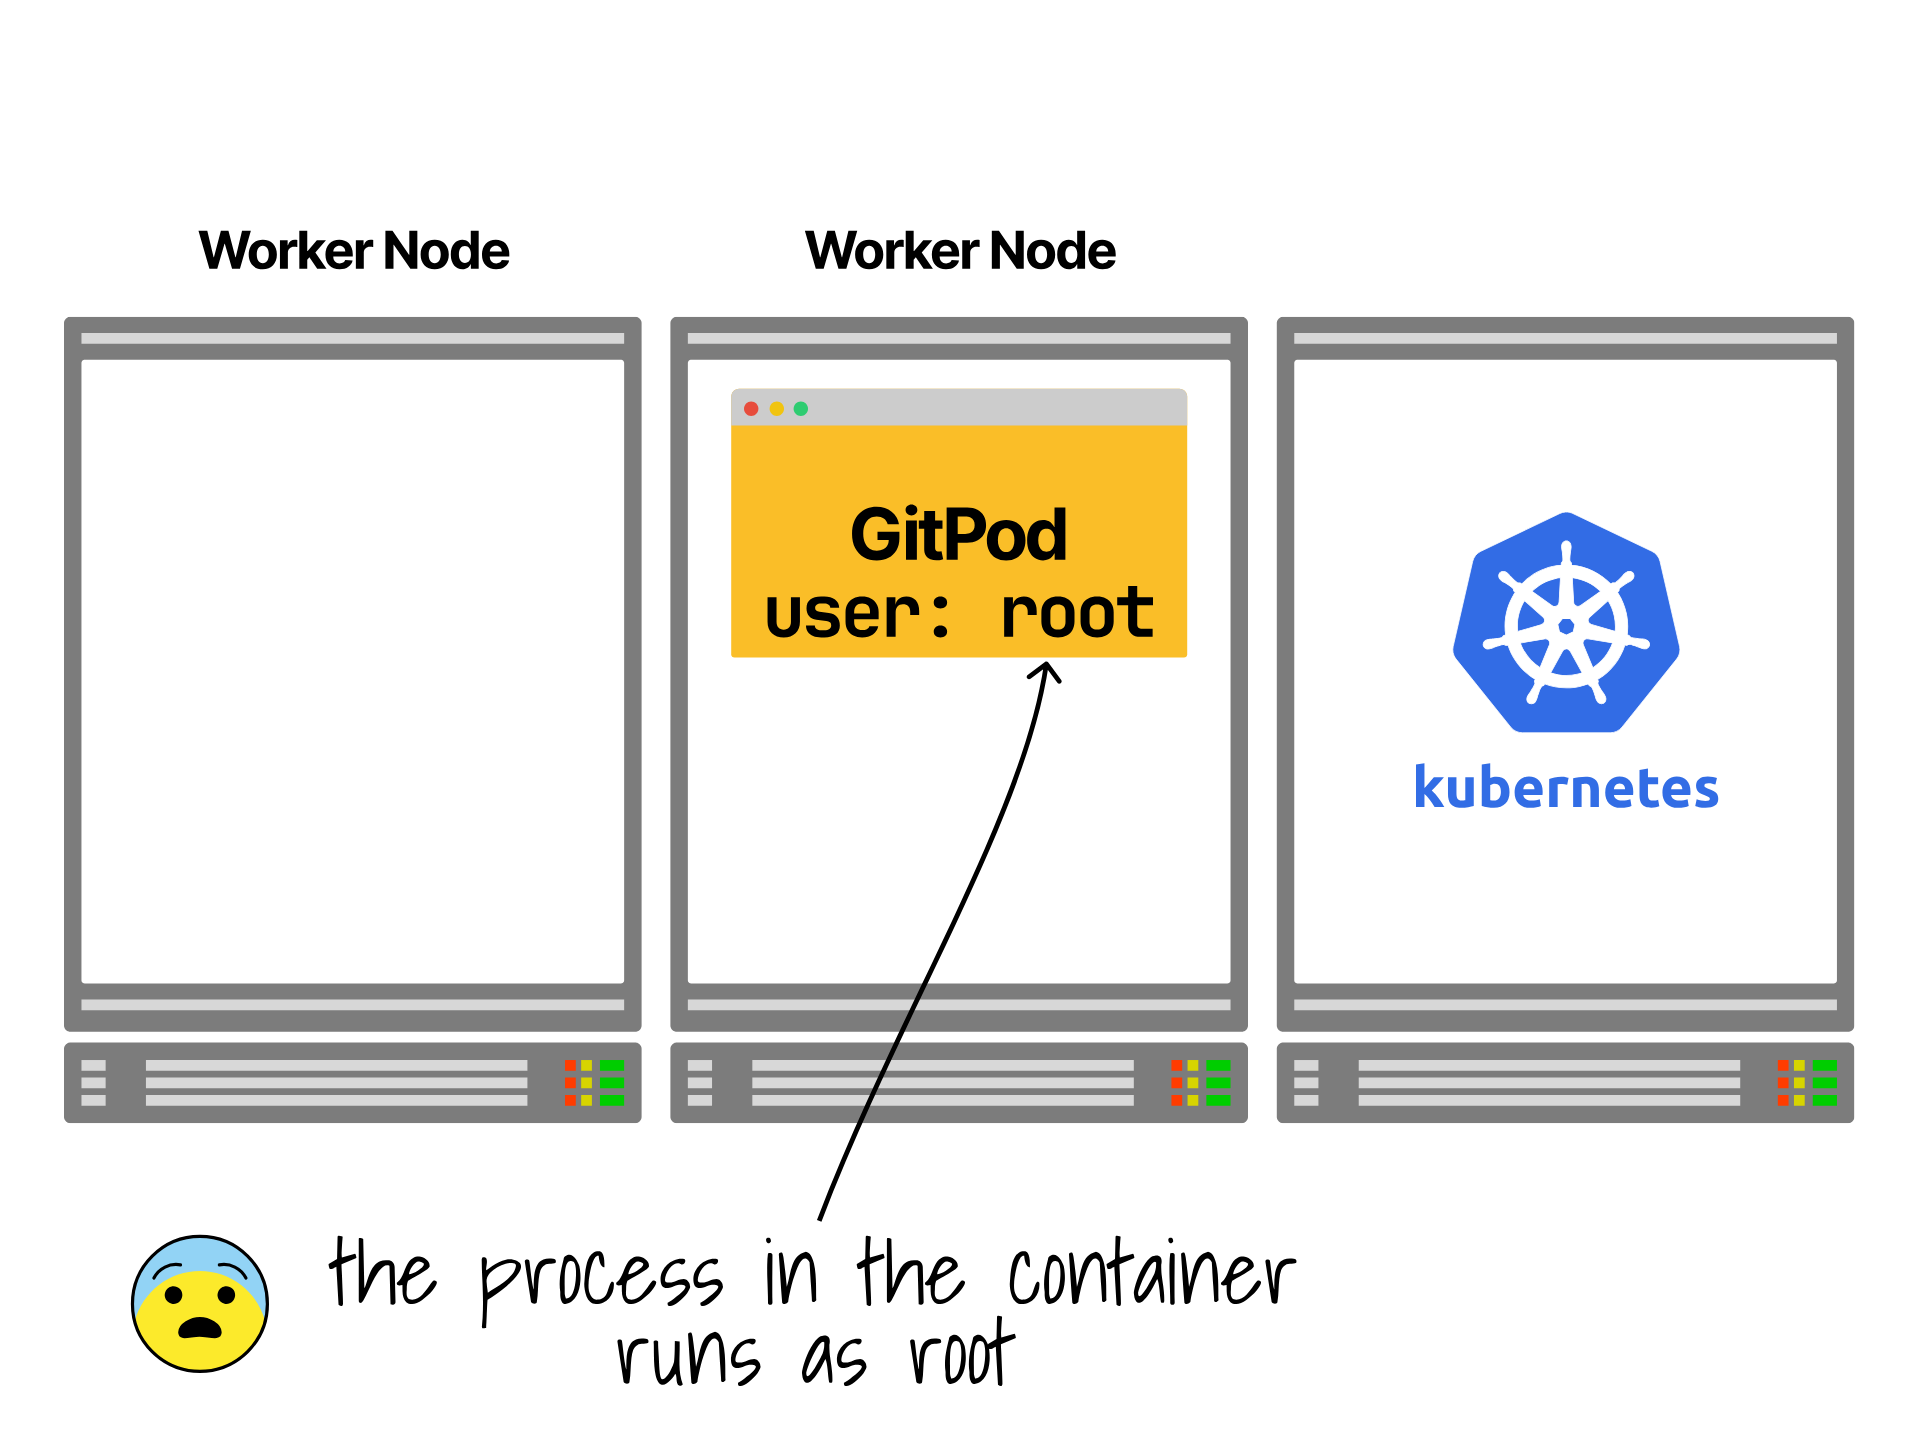 Worker Node
Worker Node
GitPod
user: root
kubernetes
the process in the container
runs as root